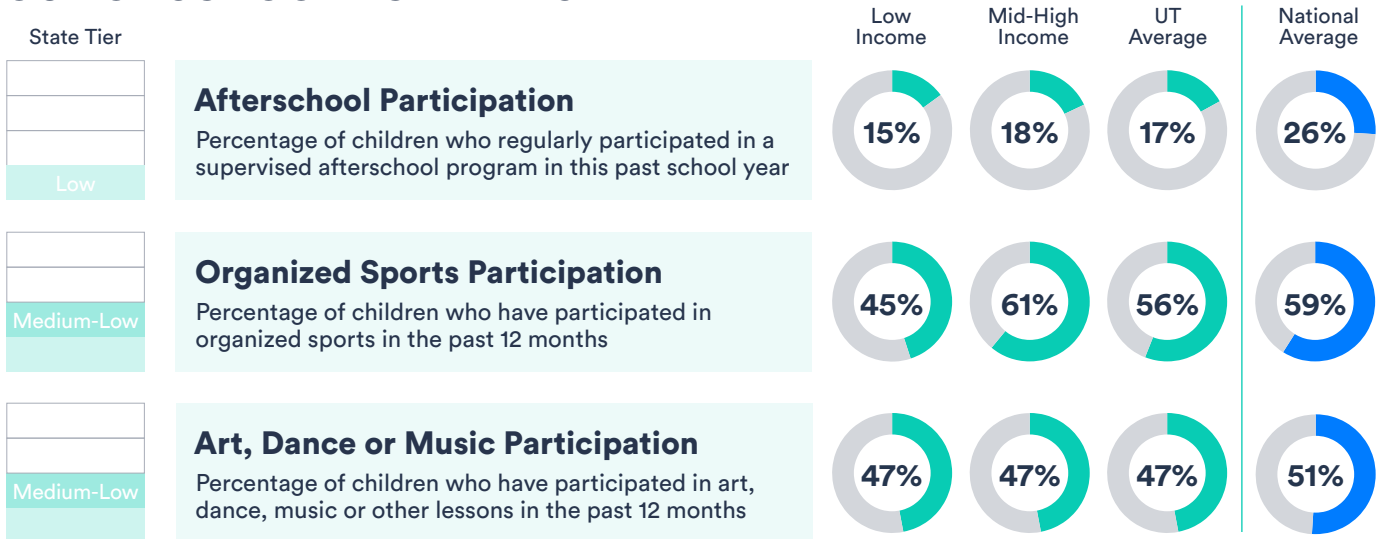 State Tier
Low
Income
Mid-High
Income
UT
Average
National
Average
Low
Afterschool Participation
Percentage of children who regularly participated in a
supervised afterschool program in this past school year
15%
18%
17%
26%
Medium-Low
Organized Sports Participation
Percentage of children who have participated in
organized sports in the past 12 months
45%
61%
56%
59%
Medium-Low
Art, Dance or Music Participation
Percentage of children who have participated in art,
dance, music or other lessons in the past 12 months
47%
47%
47%
51%